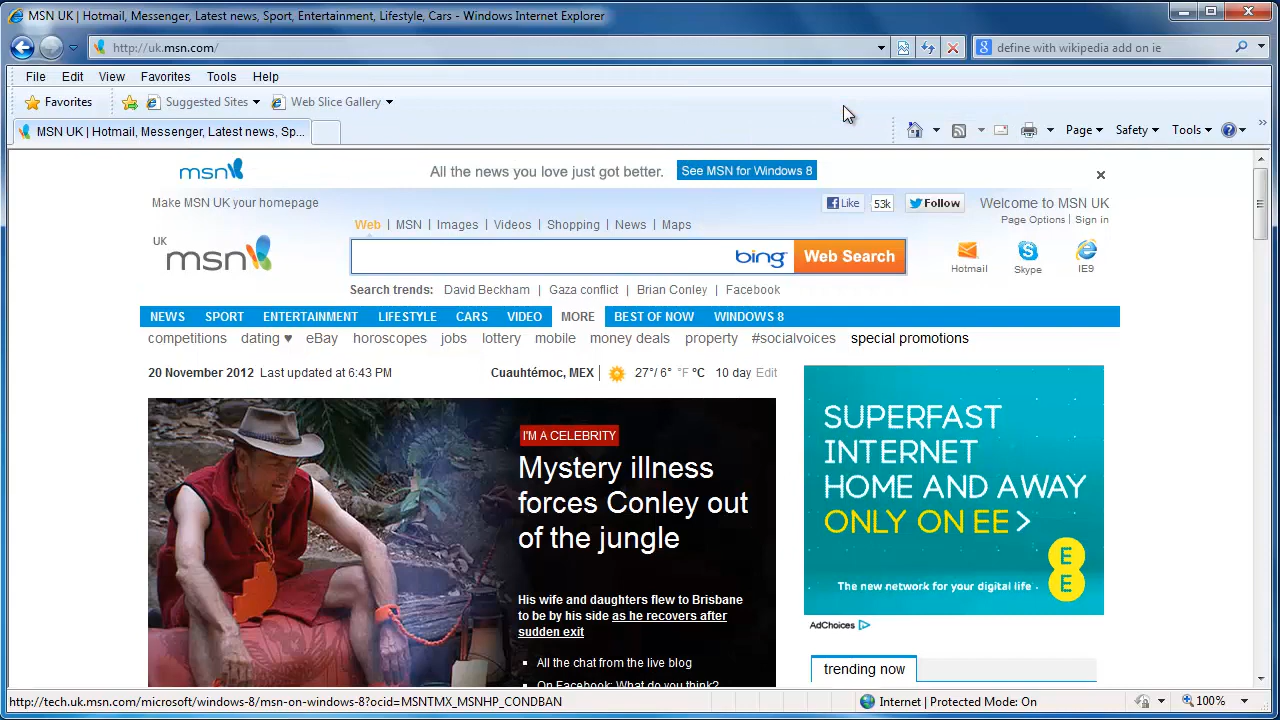 MSN UK | Hotmail, Messenger, Latest news, Sport, Entertainment, Lifestyle, Cars - Windows Internet Explorer
http://uk.msn.com/
define with wikipedia add on ie
File Edit View Favorites Tools Help
Favorites Suggested Sites Web Slice Gallery
MSN UK | Hotmail, Messenger, Latest news, Sp...
Page Safety Tools
msn All the news you love just got better. See MSN for Windows 8
Make MSN UK your homepage Like 53k Follow Welcome to MSN UK
Page Options | Sign in
Web | MSN | Images | Videos | Shopping | News | Maps
UK
msn
bing Web Search
Hotmail Skype IE9
Search trends: David Beckham | Gaza conflict | Brian Conley | Facebook
NEWS SPORT ENTERTAINMENT LIFESTYLE CARS VIDEO MORE BEST OF NOW WINDOWS 8
competitions dating ♥ eBay horoscopes jobs lottery mobile money deals property #socialvoices special promotions
20 November 2012 Last updated at 6:43 PM Cuauhtémoc, MEX | 27°/ 6° °F °C 10 day Edit
I'M A CELEBRITY
Mystery illness
forces Conley out
of the jungle
His wife and daughters flew to Brisbane
to be by his side as he recovers after
sudden exit
All the chat from the live blog
On Facebook: What do you think?
SUPERFAST
INTERNET
HOME AND AWAY
ONLY ON EE >
The new network for your digital life
EE
AdChoices
trending now
http://tech.uk.msn.com/microsoft/windows-8/msn-on-windows-8?ocid=MSNTMX_MSNHP_CONDBAN
Internet | Protected Mode: On
100%